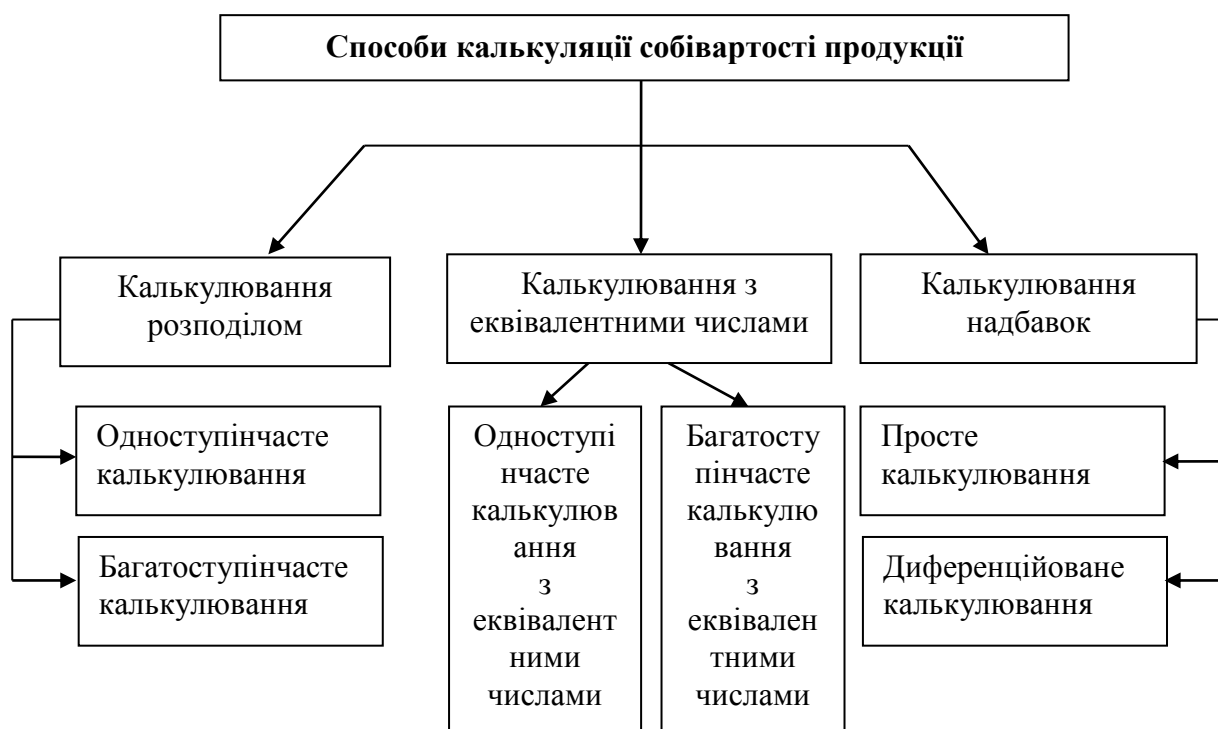 Способи калькуляції собівартості продукції
Калькулювання
розподілом
Калькулювання з
еквівалентними числами
Калькулювання
надбавок
Одноступінчасте
калькулювання
Багатоступінчасте
калькулювання
Одноступі
нчасте
калькулюв
ання
з
еквівалент
ними
числами
Багатосту
пінчасте
калькулю
вання
з
еквівален
тними
числами
Просте
калькулювання
Диференційоване
калькулювання